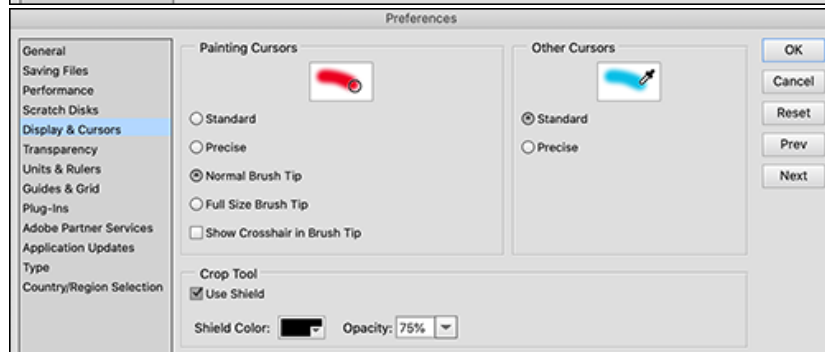 Preferences
General
Saving Files
Performance
Scratch Disks
Display & Cursors
Transparency
Units & Rulers
Guides & Grid
Plug-Ins
Adobe Partner Services
Application Updates
Type
Country/Region Selection
Painting Cursors
Standard
Precise
Normal Brush Tip
Full Size Brush Tip
Show Crosshair in Brush Tip
Other Cursors
Standard
Precise
Crop Tool
Use Shield
Shield Color: Opacity: 75%
OK
Cancel
Reset
Prev
Next